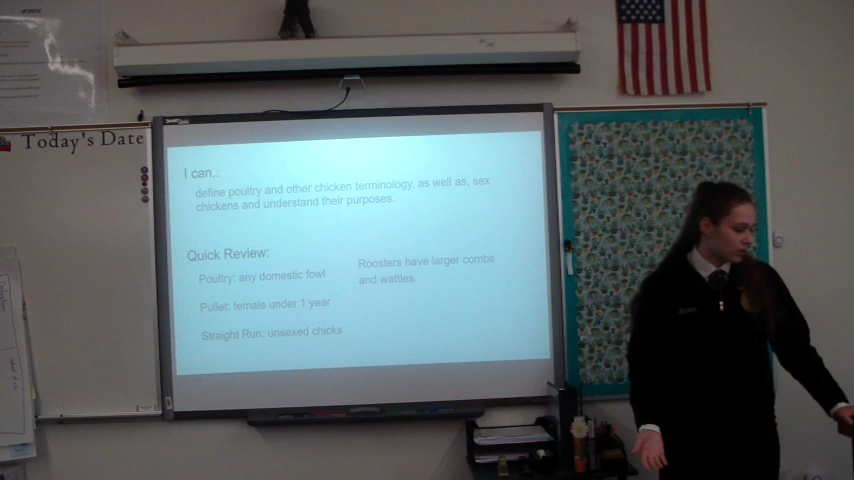 Today's Date
I can..
define poultry and other chicken terminology, as well as, sex
chickens and understand their purposes.
Quick Review:
Poultry: any domestic fowl
Pullet: female under 1 year
Straight Run: unsexed chicks
Roosters have larger combs
and wattles.